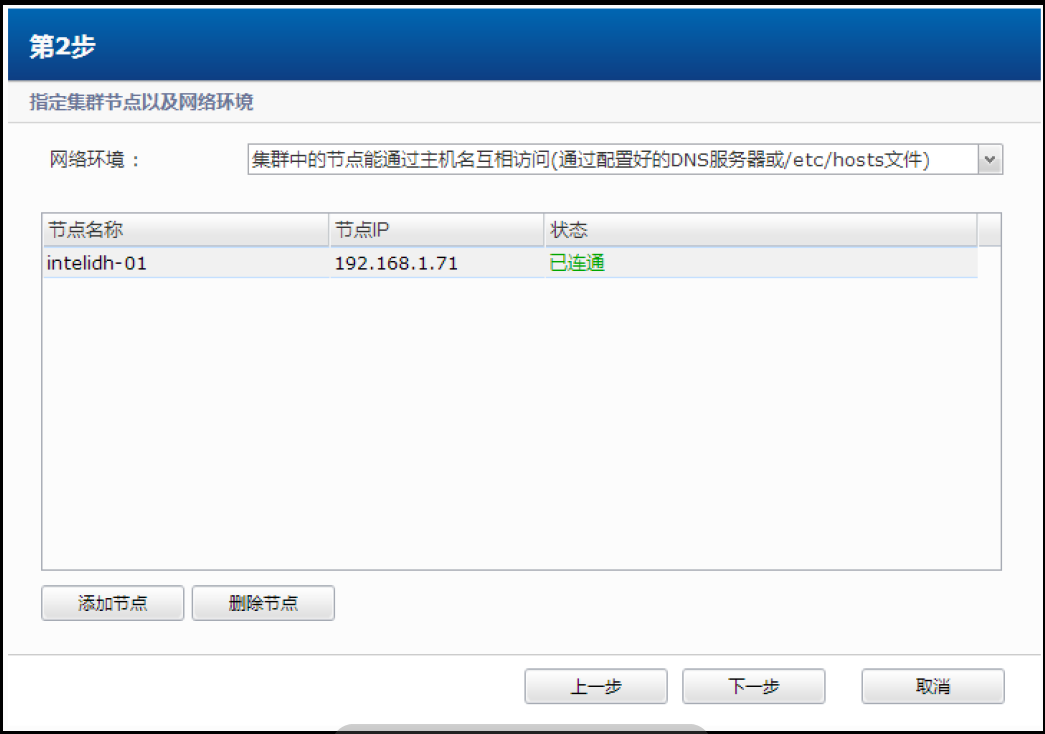 第2步
指定集群节点以及网络环境
网络环境：
集群中的节点能通过主机名互相访问(通过配置好的DNS服务器或/etc/hosts文件)
节点名称 节点IP 状态
intelidh-01 192.168.1.71 已连通
添加节点 删除节点
上一步 下一步 取消